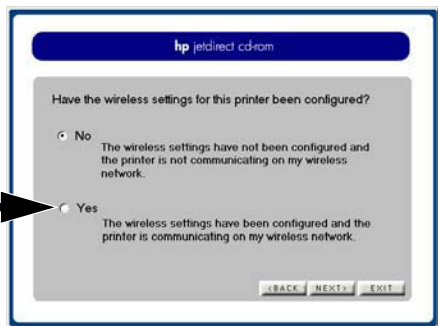 hp jetdirect cd-rom
Have the wireless settings for this printer been configured?
No
The wireless settings have not been configured and
the printer is not communicating on my wireless
network.
Yes
The wireless settings have been configured and the
printer is communicating on my wireless network.
<BACK NEXT> EXIT